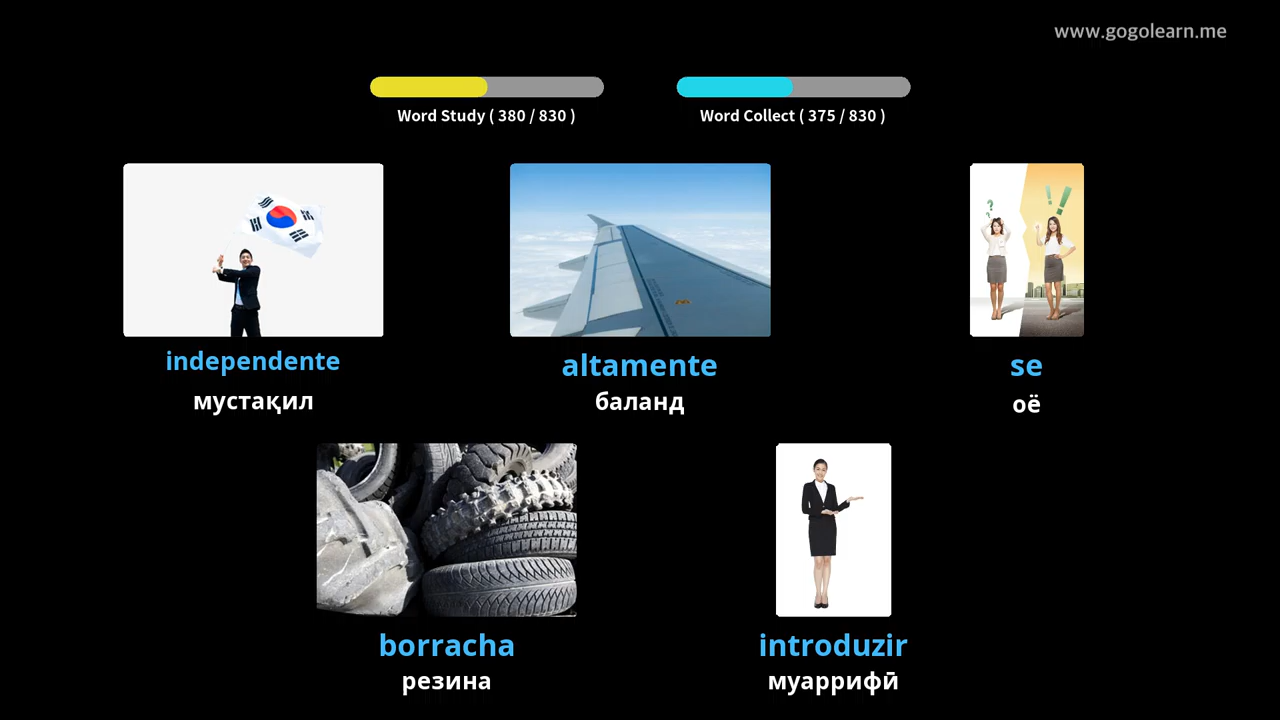 www.gogolearn.me
Word Study ( 380 / 830 )
Word Collect ( 375 / 830 )
independente
мустақил
altamente
баланд
se
оё
borracha
резина
introduzir
муаррифӣ